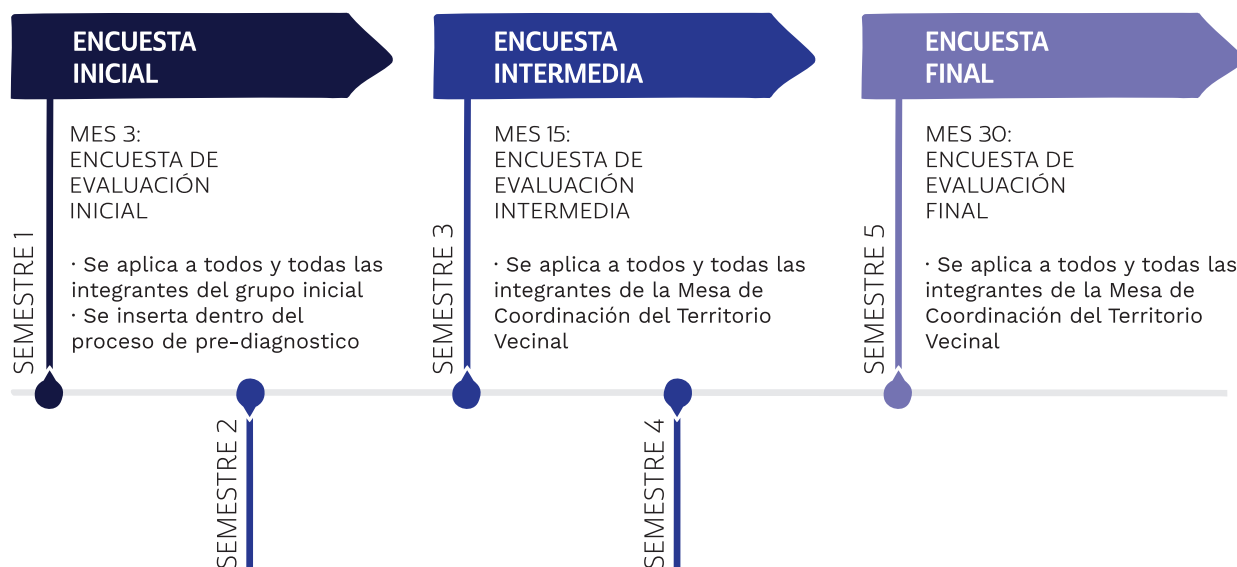 ENCUESTA
INICIAL
MES 3:
ENCUESTA DE
EVALUACIÓN
INICIAL
· Se aplica a todos y todas las
integrantes del grupo inicial
· Se inserta dentro del
proceso de pre-diagnostico
SEMESTRE 1
SEMESTRE 2
ENCUESTA
INTERMEDIA
MES 15:
ENCUESTA DE
EVALUACIÓN
INTERMEDIA
· Se aplica a todos y todas las
integrantes de la Mesa de
Coordinación del Territorio
Vecinal
SEMESTRE 3
SEMESTRE 4
ENCUESTA
FINAL
MES 30:
ENCUESTA DE
EVALUACIÓN
FINAL
· Se aplica a todos y todas las
integrantes de la Mesa de
Coordinación del Territorio
Vecinal
SEMESTRE 5